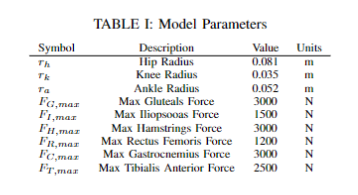 TABLE I: Model Parameters
Symbol Description Value Units
r_h Hip Radius 0.081 m
r_k Knee Radius 0.035 m
r_a Ankle Radius 0.052 m
F_{G,max} Max Gluteals Force 3000 N
F_{I,max} Max Iliopsoas Force 1500 N
F_{H,max} Max Hamstrings Force 3000 N
F_{R,max} Max Rectus Femoris Force 1200 N
F_{C,max} Max Gastrocnemius Force 3000 N
F_{T,max} Max Tibialis Anterior Force 2500 N